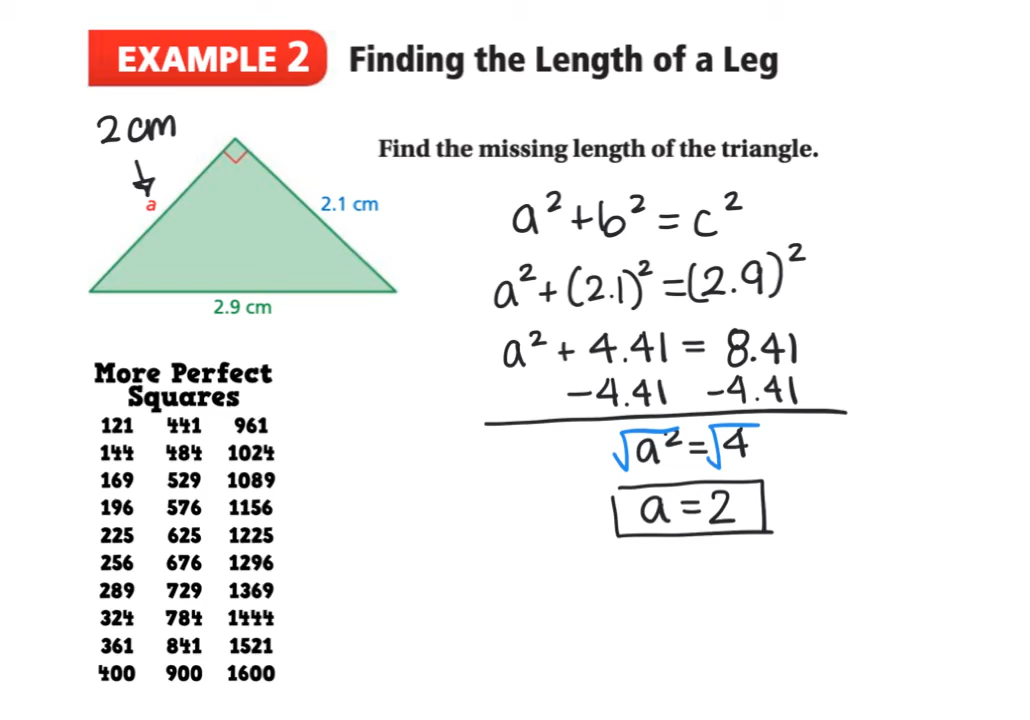 EXAMPLE 2 Finding the Length of a Leg
2 cm
Find the missing length of the triangle.
a
2.1 cm
2.9 cm
a² + b² = c²
a² + (2.1)² = (2.9)²
a² + 4.41 = 8.41
-4.41 -4.41
√a² = √4
a = 2
More Perfect
Squares
121 441 961
144 484 1024
169 529 1089
196 576 1156
225 625 1225
256 676 1296
289 729 1369
324 784 1444
361 841 1521
400 900 1600